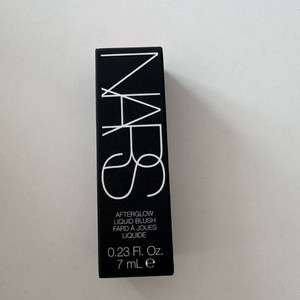 NARS
AFTERGLOW
LIQUID BLUSH
FARD À JOUES
LIQUIDE
0.23 Fl. Oz.
7 mL ℮